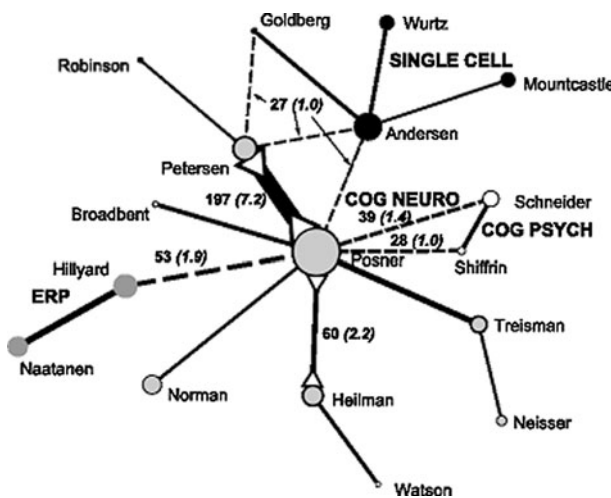 Goldberg
Wurtz
SINGLE CELL
Robinson
Mountcastle
27 (1.0)
Andersen
Petersen
197 (7.2)
COG NEURO
Schneider
39 (1.4)
Broadbent
COG PSYCH
28 (1.0)
Hillyard
53 (1.9)
Posner
Shiffrin
ERP
Treisman
60 (2.2)
Naatanen
Norman
Heilman
Neisser
Watson